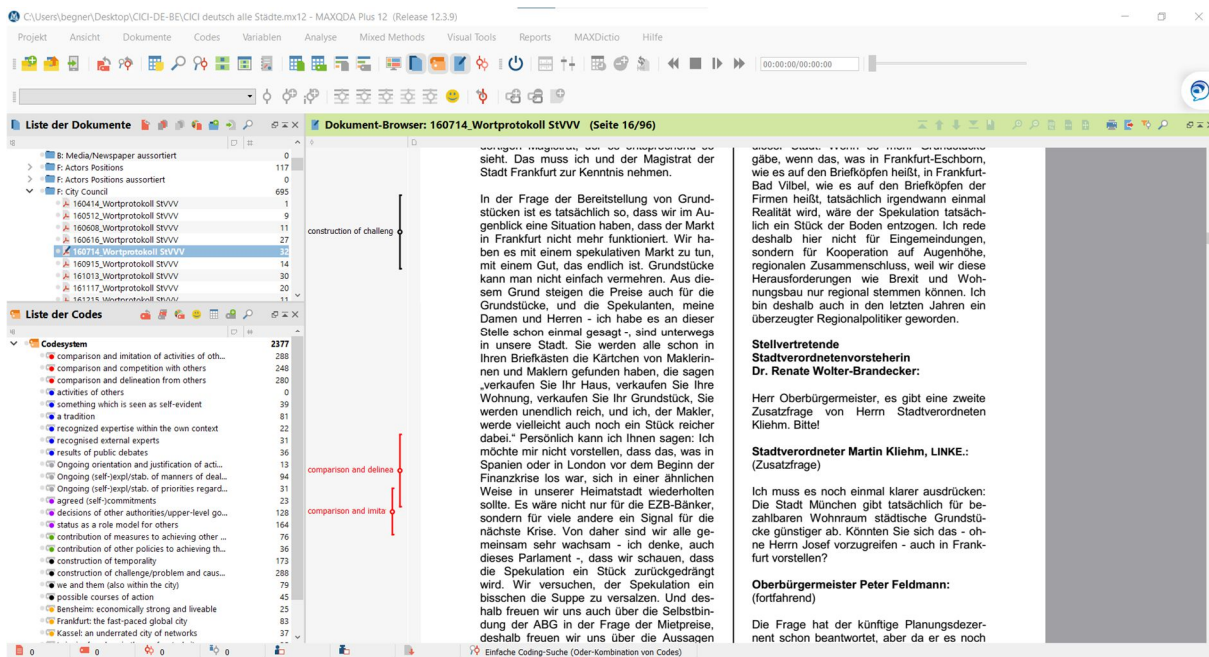 C:\Users\begner\Desktop\CICI-DE-BE\CICI deutsch alle Städte.mx12 - MAXQDA Plus 12 (Release 12.3.9)
Projekt Ansicht Dokumente Codes Variablen Analyse Mixed Methods Visual Tools Reports MAXDictio Hilfe
00:00:00/00:00:00
Liste der Dokumente
B: Media/Newspaper aussortiert 0
F: Actors Positions 117
F: Actors Positions aussortiert 0
F: City Council 695
160414_Wortprotokoll StVVV 1
160512_Wortprotokoll StVVV 9
160608_Wortprotokoll StVVV 11
160616_Wortprotokoll StVVV 27
160714_Wortprotokoll StVVV 32
160915_Wortprotokoll StVVV 14
161013_Wortprotokoll StVVV 30
161117_Wortprotokoll StVVV 20
161215_Wortprotokoll StVVV 11
Liste der Codes
Codesystem 2377
comparison and imitation of activities of oth... 288
comparison and competition with others 248
comparison and delineation from others 280
activities of others 0
something which is seen as self-evident 39
a tradition 81
recognized expertise within the own context 22
recognised external experts 31
results of public debates 36
Ongoing orientation and justification of acti... 13
Ongoing (self-)expl/stab. of manners of deal... 94
Ongoing (self-)expl/stab. of priorities regard... 31
agreed (self-)commitments 23
decisions of other authorities/upper-level go... 128
status as a role model for others 164
contribution of measures to achieving other ... 76
contribution of other policies to achieving th... 36
construction of temporality 173
construction of challenge/problem and caus... 288
we and them (also within the city) 79
possible courses of action 45
Bensheim: economically strong and liveable 25
Frankfurt: the fast-paced global city 83
Kassel: an underrated city of networks 37
Dokument-Browser: 160714_Wortprotokoll StVVV (Seite 16/96)
construction of challeng
comparison and delinea
comparison and imita
dortigen Magistrat, der es entsprechend so
sieht. Das muss ich und der Magistrat der
Stadt Frankfurt zur Kenntnis nehmen.
In der Frage der Bereitstellung von Grund-
stücken ist es tatsächlich so, dass wir im Au-
genblick eine Situation haben, dass der Markt
in Frankfurt nicht mehr funktioniert. Wir ha-
ben es mit einem spekulativen Markt zu tun,
mit einem Gut, das endlich ist. Grundstücke
kann man nicht einfach vermehren. Aus die-
sem Grund steigen die Preise auch für die
Grundstücke, und die Spekulanten, meine
Damen und Herren - ich habe es an dieser
Stelle schon einmal gesagt -, sind unterwegs
in unsere Stadt. Sie werden alle schon in
Ihren Briefkästen die Kärtchen von Maklerin-
nen und Maklern gefunden haben, die sagen
„verkaufen Sie Ihr Haus, verkaufen Sie Ihre
Wohnung, verkaufen Sie Ihr Grundstück, Sie
werden unendlich reich, und ich, der Makler,
werde vielleicht auch noch ein Stück reicher
dabei.“ Persönlich kann ich Ihnen sagen: Ich
möchte mir nicht vorstellen, dass das, was in
Spanien oder in London vor dem Beginn der
Finanzkrise los war, sich in einer ähnlichen
Weise in unserer Heimatstadt wiederholten
sollte. Es wäre nicht nur für die EZB-Bänker,
sondern für viele andere ein Signal für die
nächste Krise. Von daher sind wir alle ge-
meinsam sehr wachsam - ich denke, auch
dieses Parlament -, dass wir schauen, dass
die Spekulation ein Stück zurückgedrängt
wird. Wir versuchen, der Spekulation ein
bisschen die Suppe zu versalzen. Und des-
halb freuen wir uns auch über die Selbstbin-
dung der ABG in der Frage der Mietpreise,
deshalb freuen wir uns über die Aussagen
dieser Stadt. Wenn es mehr Grundstücke
gäbe, wenn das, was in Frankfurt-Eschborn,
wie es auf den Briefköpfen heißt, in Frankfurt-
Bad Vilbel, wie es auf den Briefköpfen der
Firmen heißt, tatsächlich irgendwann einmal
Realität wird, wäre der Spekulation tatsäch-
lich ein Stück der Boden entzogen. Ich rede
deshalb hier nicht für Eingemeindungen,
sondern für Kooperation auf Augenhöhe,
regionalen Zusammenschluss, weil wir diese
Herausforderungen wie Brexit und Woh-
nungsbau nur regional stemmen können. Ich
bin deshalb auch in den letzten Jahren ein
überzeugter Regionalpolitiker geworden.
Stellvertretende
Stadtverordnetenvorsteherin
Dr. Renate Wolter-Brandecker:
Herr Oberbürgermeister, es gibt eine zweite
Zusatzfrage von Herrn Stadtverordneten
Kliehm. Bitte!
Stadtverordneter Martin Kliehm, LINKE.:
(Zusatzfrage)
Ich muss es noch einmal klarer ausdrücken:
Die Stadt München gibt tatsächlich für be-
zahlbaren Wohnraum städtische Grundstü-
cke günstiger ab. Könnten Sie sich das - oh-
ne Herrn Josef vorzugreifen - auch in Frank-
furt vorstellen?
Oberbürgermeister Peter Feldmann:
(fortfahrend)
Die Frage hat der künftige Planungsdezer-
nent schon beantwortet, aber da er es noch
0 0 0 0 Einfache Coding-Suche (Oder-Kombination von Codes)